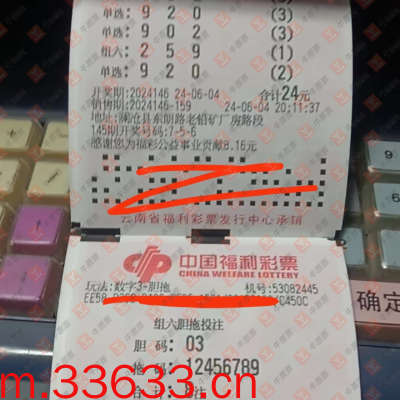 单选: 9 2 0 (3)
单选: 9 0 2 (3)
组六: 2 5 9 (1)
单选: 9 2 0 (2)
开奖期:2024146 24-06-04 合计24元
销售期:2024146-159 24-06-04 20:11:37
地址:澜沧县东朗路老铅矿厂房路段
145期开奖号码:7-5-6
感谢您为福彩公益事业贡献8.16元
云南省福利彩票发行中心承销
中国福利彩票
CHINA WELFARE LOTTERY
玩法:数字3-胆拖 机号:53082445
C450C
组六胆拖投注
胆 码: 03
拖 码: 12456789
9
6
3
确定
m.33633.cn